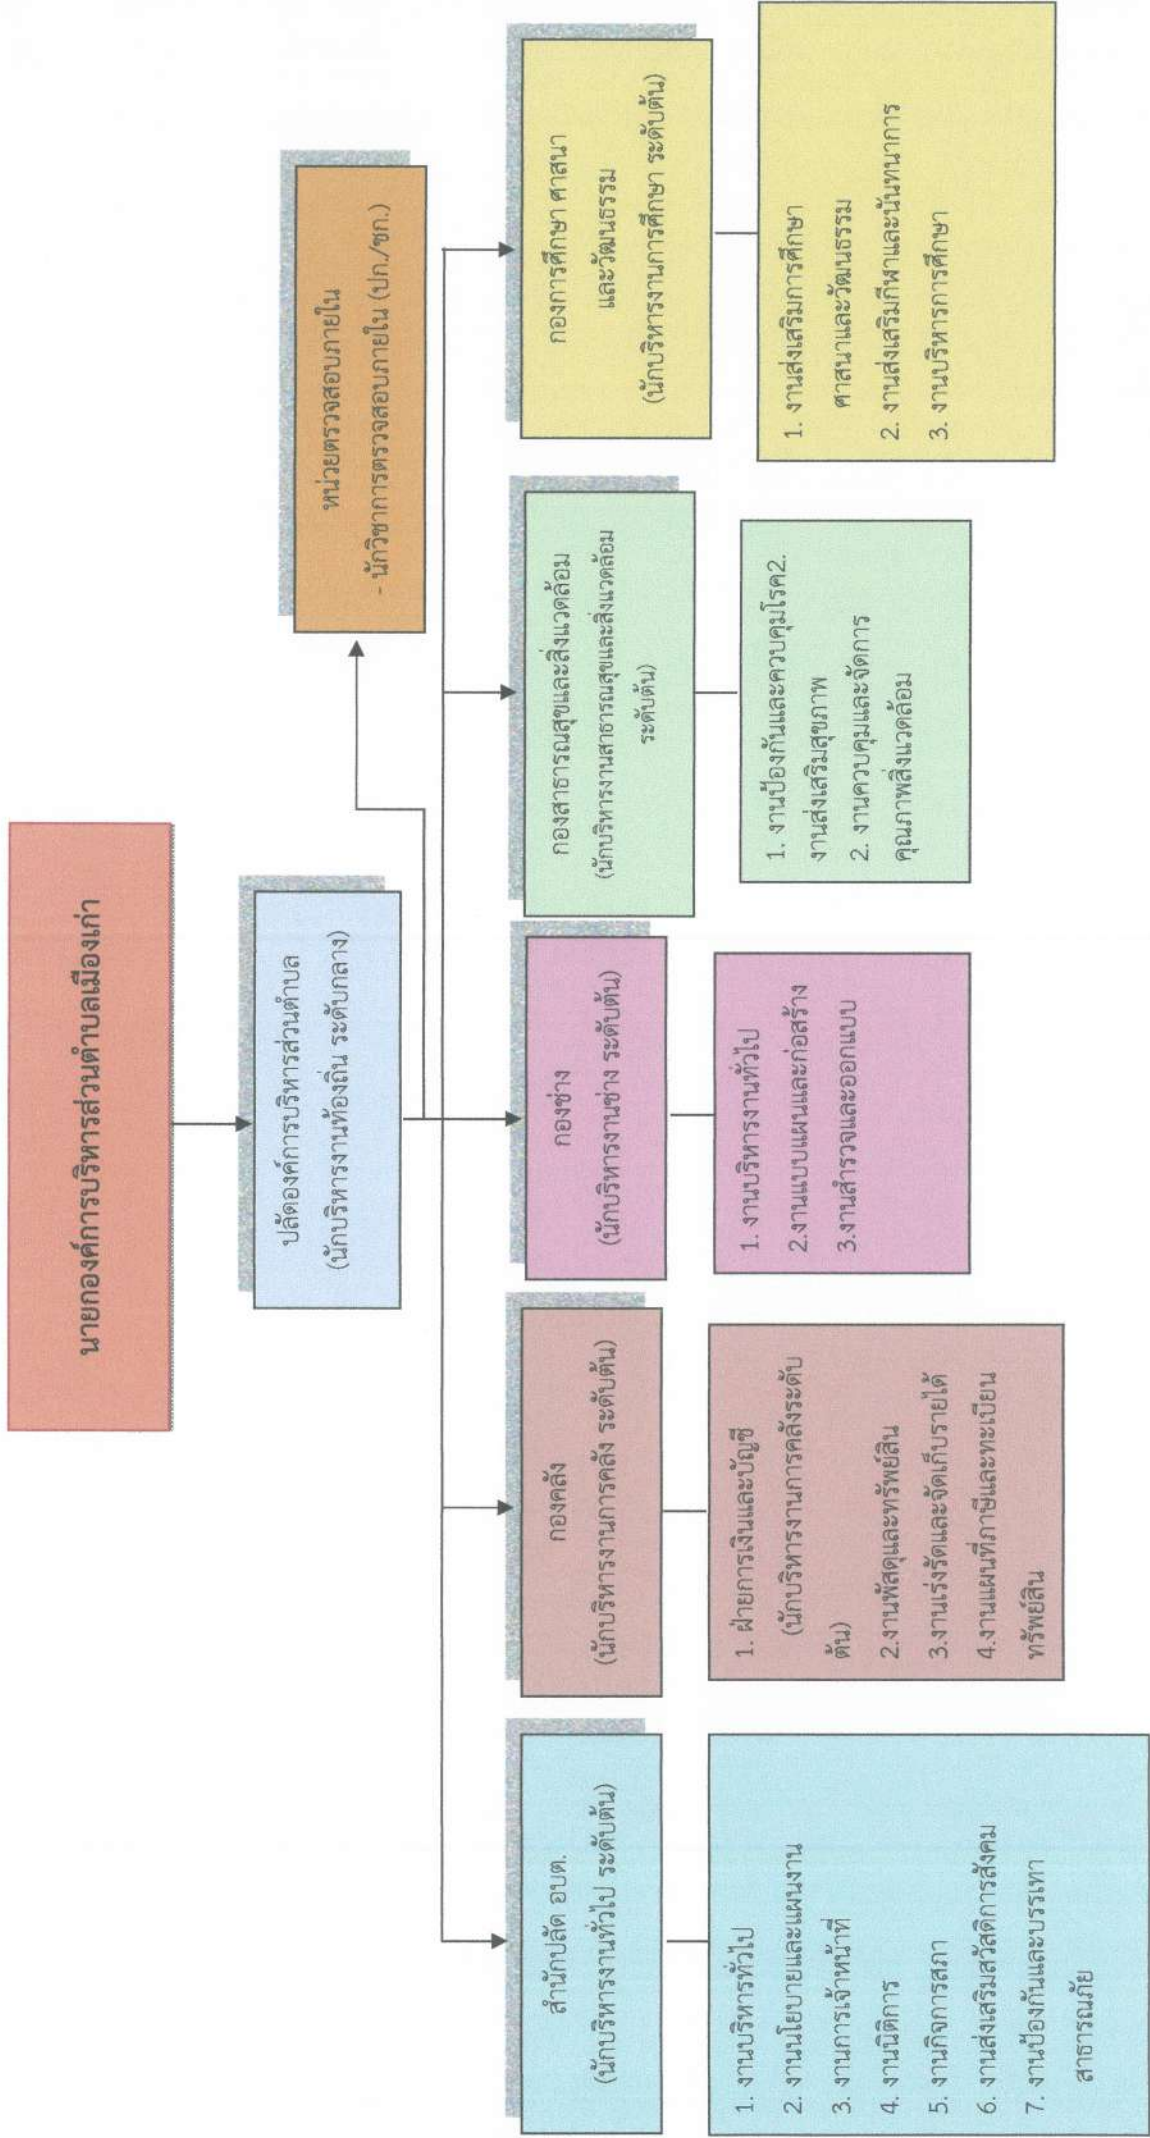 นายกองค์การบริหารส่วนตำบลเมืองเก่า
ปลัดองค์การบริหารส่วนตำบล
(นักบริหารงานท้องถิ่น ระดับกลาง)
หน่วยตรวจสอบภายใน
- นักวิชาการตรวจสอบภายใน (ปก./ชก.)
สำนักปลัด อบต.
(นักบริหารงานทั่วไป ระดับต้น)
1. งานบริหารทั่วไป
2. งานนโยบายและแผนงาน
3. งานการเจ้าหน้าที่
4. งานนิติการ
5. งานกิจการสภา
6. งานส่งเสริมสวัสดิการสังคม
7. งานป้องกันและบรรเทา
สาธารณภัย
กองคลัง
(นักบริหารงานการคลัง ระดับต้น)
1. ฝ่ายการเงินและบัญชี
(นักบริหารงานการคลังระดับ
ต้น)
2.งานพัสดุและทรัพย์สิน
3.งานเร่งรัดและจัดเก็บรายได้
4.งานแผนที่ภาษีและทะเบียน
ทรัพย์สิน
กองช่าง
(นักบริหารงานช่าง ระดับต้น)
1. งานบริหารงานทั่วไป
2.งานแบบแผนและก่อสร้าง
3.งานสำรวจและออกแบบ
กองสาธารณสุขและสิ่งแวดล้อม
(นักบริหารงานสาธารณสุขและสิ่งแวดล้อม
ระดับต้น)
1. งานป้องกันและควบคุมโรค2.
งานส่งเสริมสุขภาพ
2. งานควบคุมและจัดการ
คุณภาพสิ่งแวดล้อม
กองการศึกษา ศาสนา
และวัฒนธรรม
(นักบริหารงานการศึกษา ระดับต้น)
1. งานส่งเสริมการศึกษา
ศาสนาและวัฒนธรรม
2. งานส่งเสริมกีฬาและนันทนาการ
3. งานบริหารการศึกษา